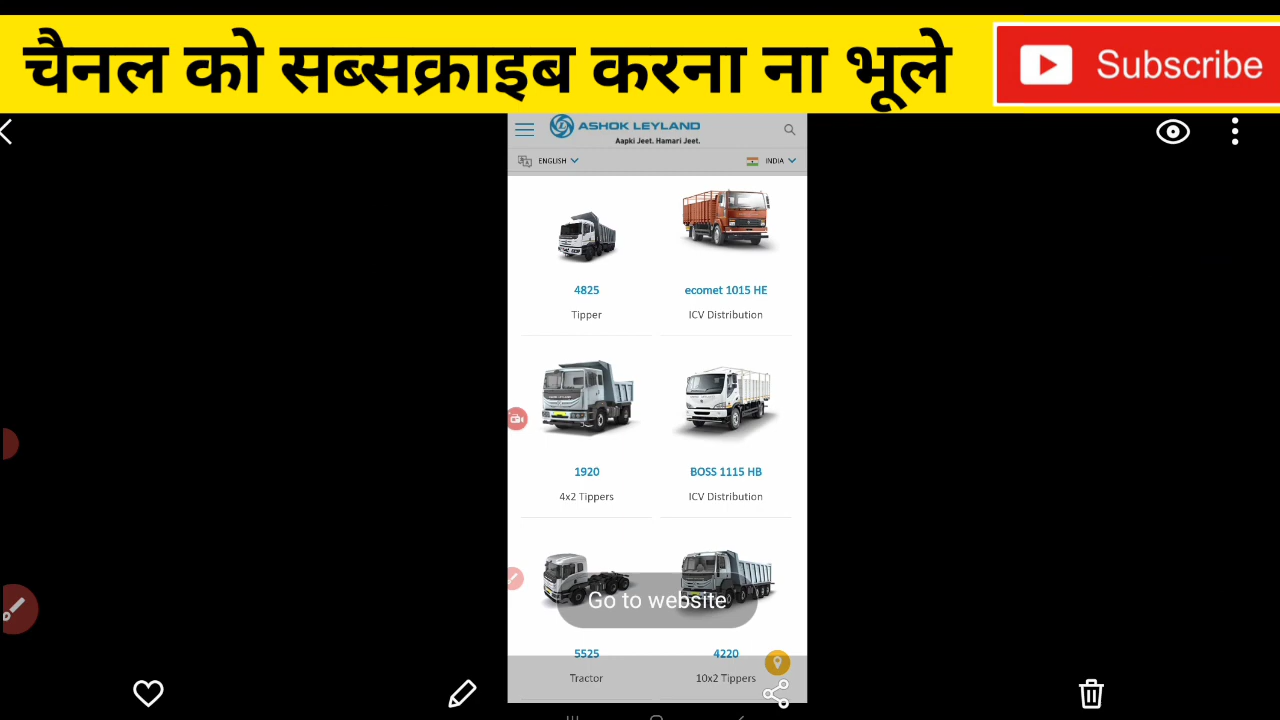 चैनल को सब्सक्राइब करना ना भूले
Subscribe
ASHOK LEYLAND
Aapki Jeet. Hamari Jeet.
ENGLISH
INDIA
4825
ecomet 1015 HE
Tipper
ICV Distribution
1920
BOSS 1115 HB
4x2 Tippers
ICV Distribution
Go to website
5525
4220
Tractor
10x2 Tippers